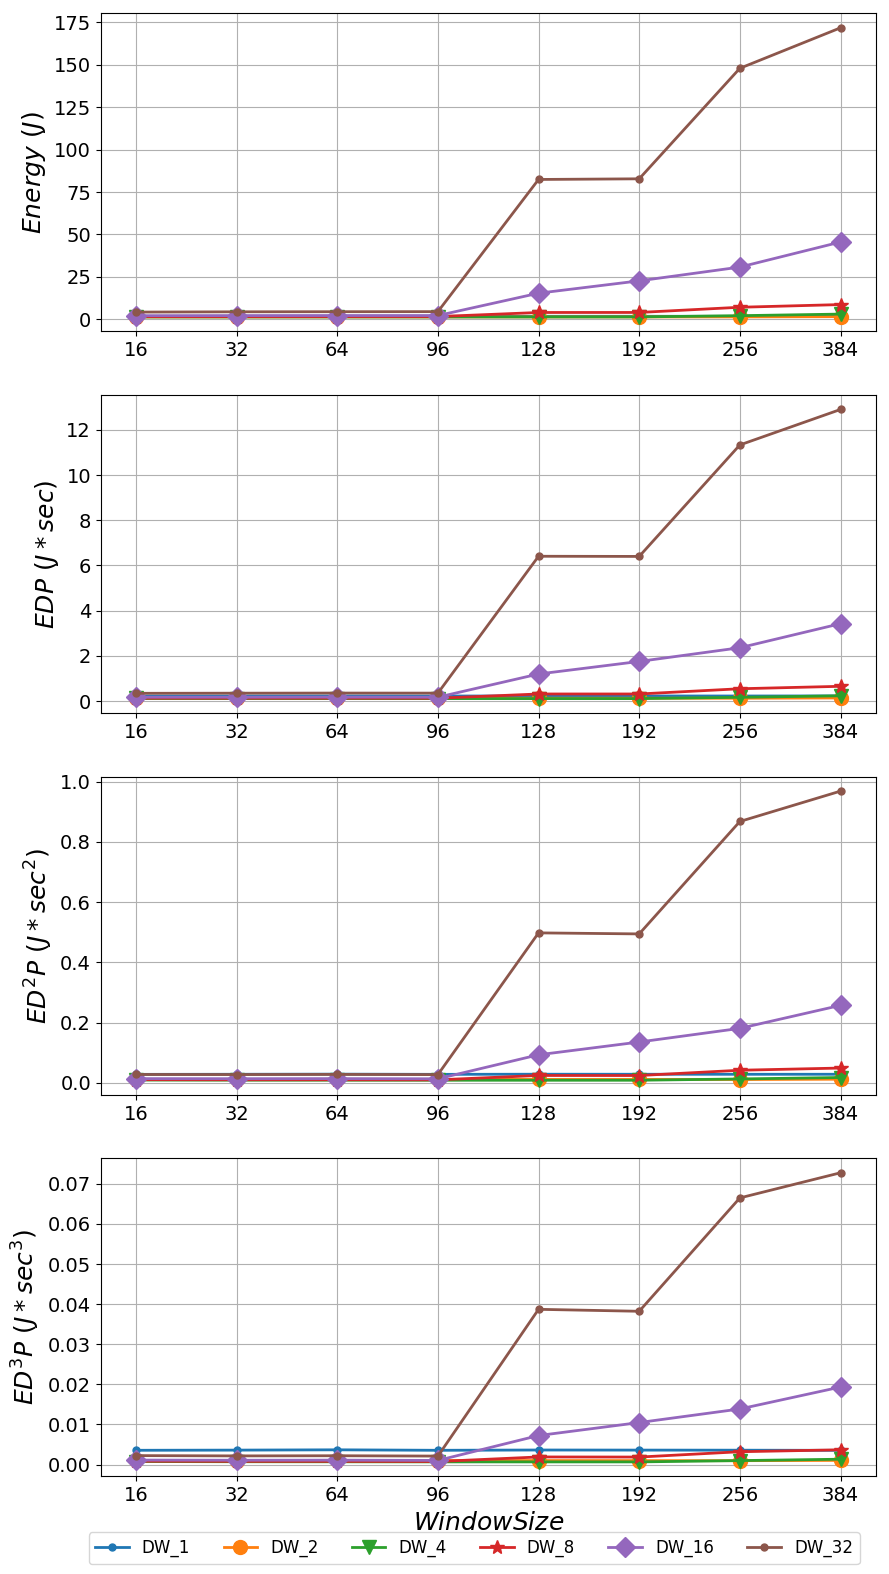 175
150
125
100
75
50
25
0
Energy (J)
16 32 64 96 128 192 256 384
12
10
8
6
4
2
0
EDP (J * sec)
16 32 64 96 128 192 256 384
1.0
0.8
0.6
0.4
0.2
0.0
ED²P (J * sec²)
16 32 64 96 128 192 256 384
0.07
0.06
0.05
0.04
0.03
0.02
0.01
0.00
ED³P (J * sec³)
16 32 64 96 128 192 256 384
WindowSize
DW_1 DW_2 DW_4 DW_8 DW_16 DW_32